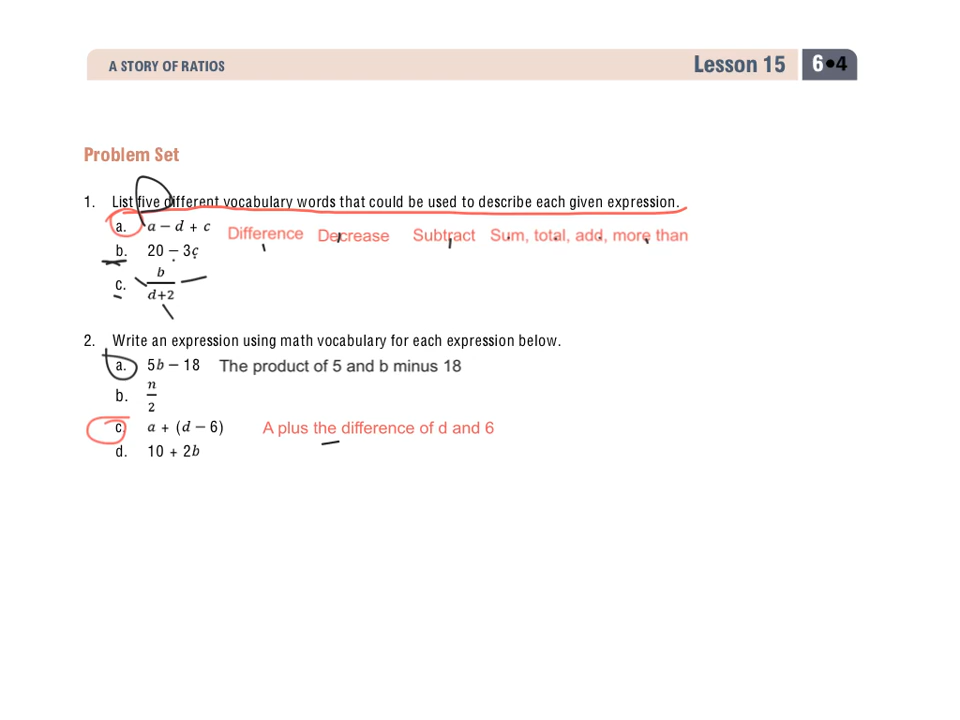 A STORY OF RATIOS Lesson 15 6•4
Problem Set
1. List five different vocabulary words that could be used to describe each given expression.
a. a − d + c Difference Decrease Subtract Sum, total, add, more than
b. 20 − 3c
c. b
d+2
2. Write an expression using math vocabulary for each expression below.
a. 5b − 18 The product of 5 and b minus 18
b. n
2
c. a + (d − 6) A plus the difference of d and 6
d. 10 + 2b